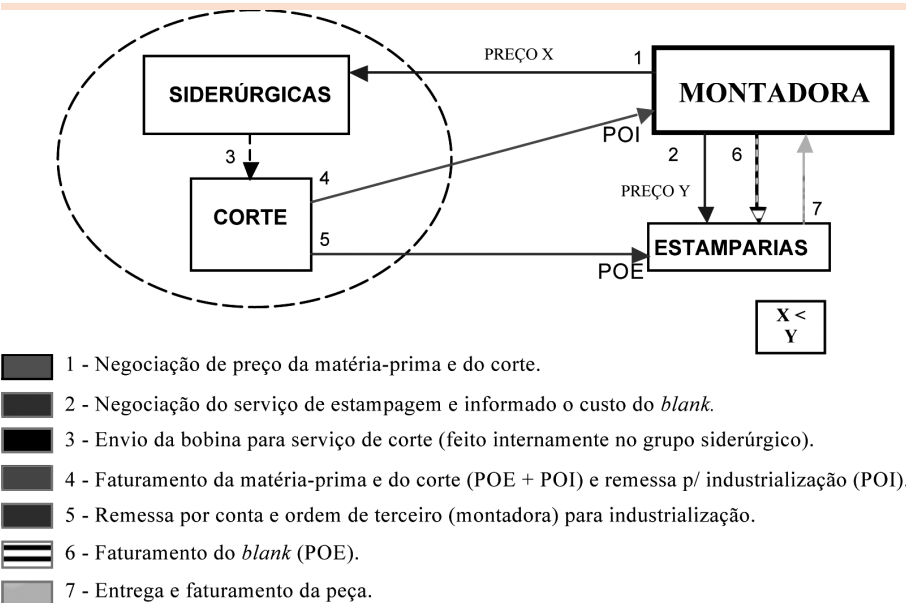 PREÇO X
1
SIDERÚRGICAS
MONTADORA
POI
3
4
2
6
PREÇO Y
7
CORTE
5
ESTAMPARIAS
POE
X <
Y
1 - Negociação de preço da matéria-prima e do corte.
2 - Negociação do serviço de estampagem e informado o custo do blank.
3 - Envio da bobina para serviço de corte (feito internamente no grupo siderúrgico).
4 - Faturamento da matéria-prima e do corte (POE + POI) e remessa p/ industrialização (POI).
5 - Remessa por conta e ordem de terceiro (montadora) para industrialização.
6 - Faturamento do blank (POE).
7 - Entrega e faturamento da peça.